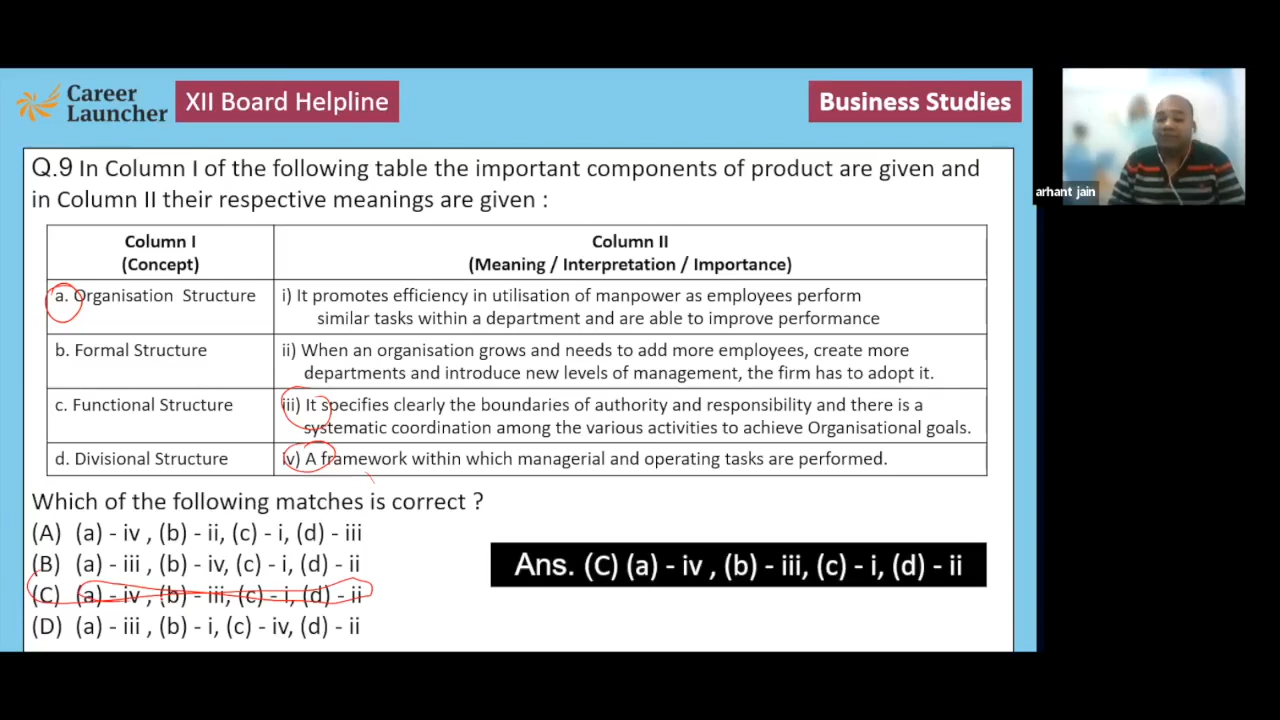 Career
Launcher
XII Board Helpline
Business Studies
arhant jain
Q.9 In Column I of the following table the important components of product are given and
in Column II their respective meanings are given :
Column I
(Concept)
Column II
(Meaning / Interpretation / Importance)
a. Organisation Structure
i) It promotes efficiency in utilisation of manpower as employees perform
similar tasks within a department and are able to improve performance
b. Formal Structure
ii) When an organisation grows and needs to add more employees, create more
departments and introduce new levels of management, the firm has to adopt it.
c. Functional Structure
iii) It specifies clearly the boundaries of authority and responsibility and there is a
systematic coordination among the various activities to achieve Organisational goals.
d. Divisional Structure
iv) A framework within which managerial and operating tasks are performed.
Which of the following matches is correct ?
(A) (a) - iv , (b) - ii, (c) - i, (d) - iii
(B) (a) - iii , (b) - iv, (c) - i, (d) - ii
(C) (a) - iv , (b) - iii, (c) - i, (d) - ii
(D) (a) - iii , (b) - i, (c) - iv, (d) - ii
Ans. (C) (a) - iv , (b) - iii, (c) - i, (d) - ii